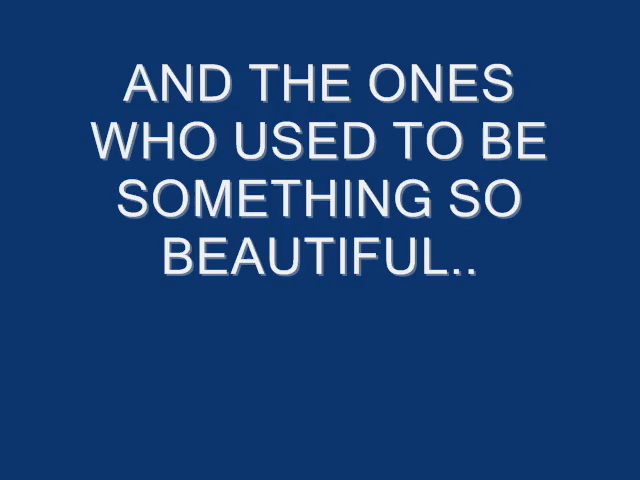 AND THE ONES
WHO USED TO BE
SOMETHING SO
BEAUTIFUL..